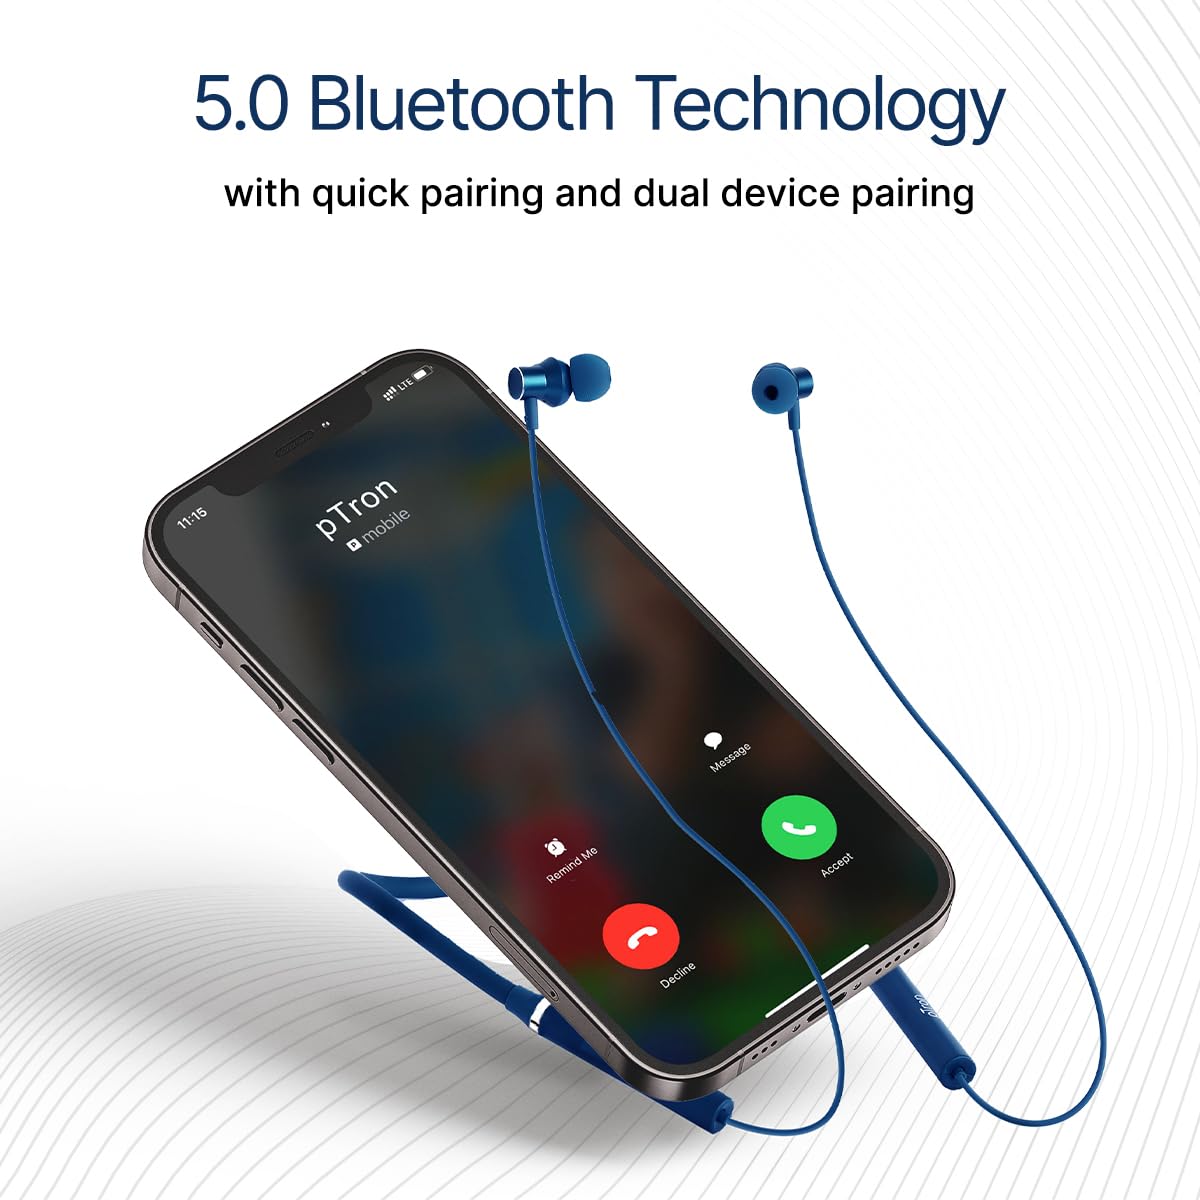 5.0 Bluetooth Technology
with quick pairing and dual device pairing
LTE
11:15
pTron
P mobile
Message
Remind Me
Accept
Decline
pTron